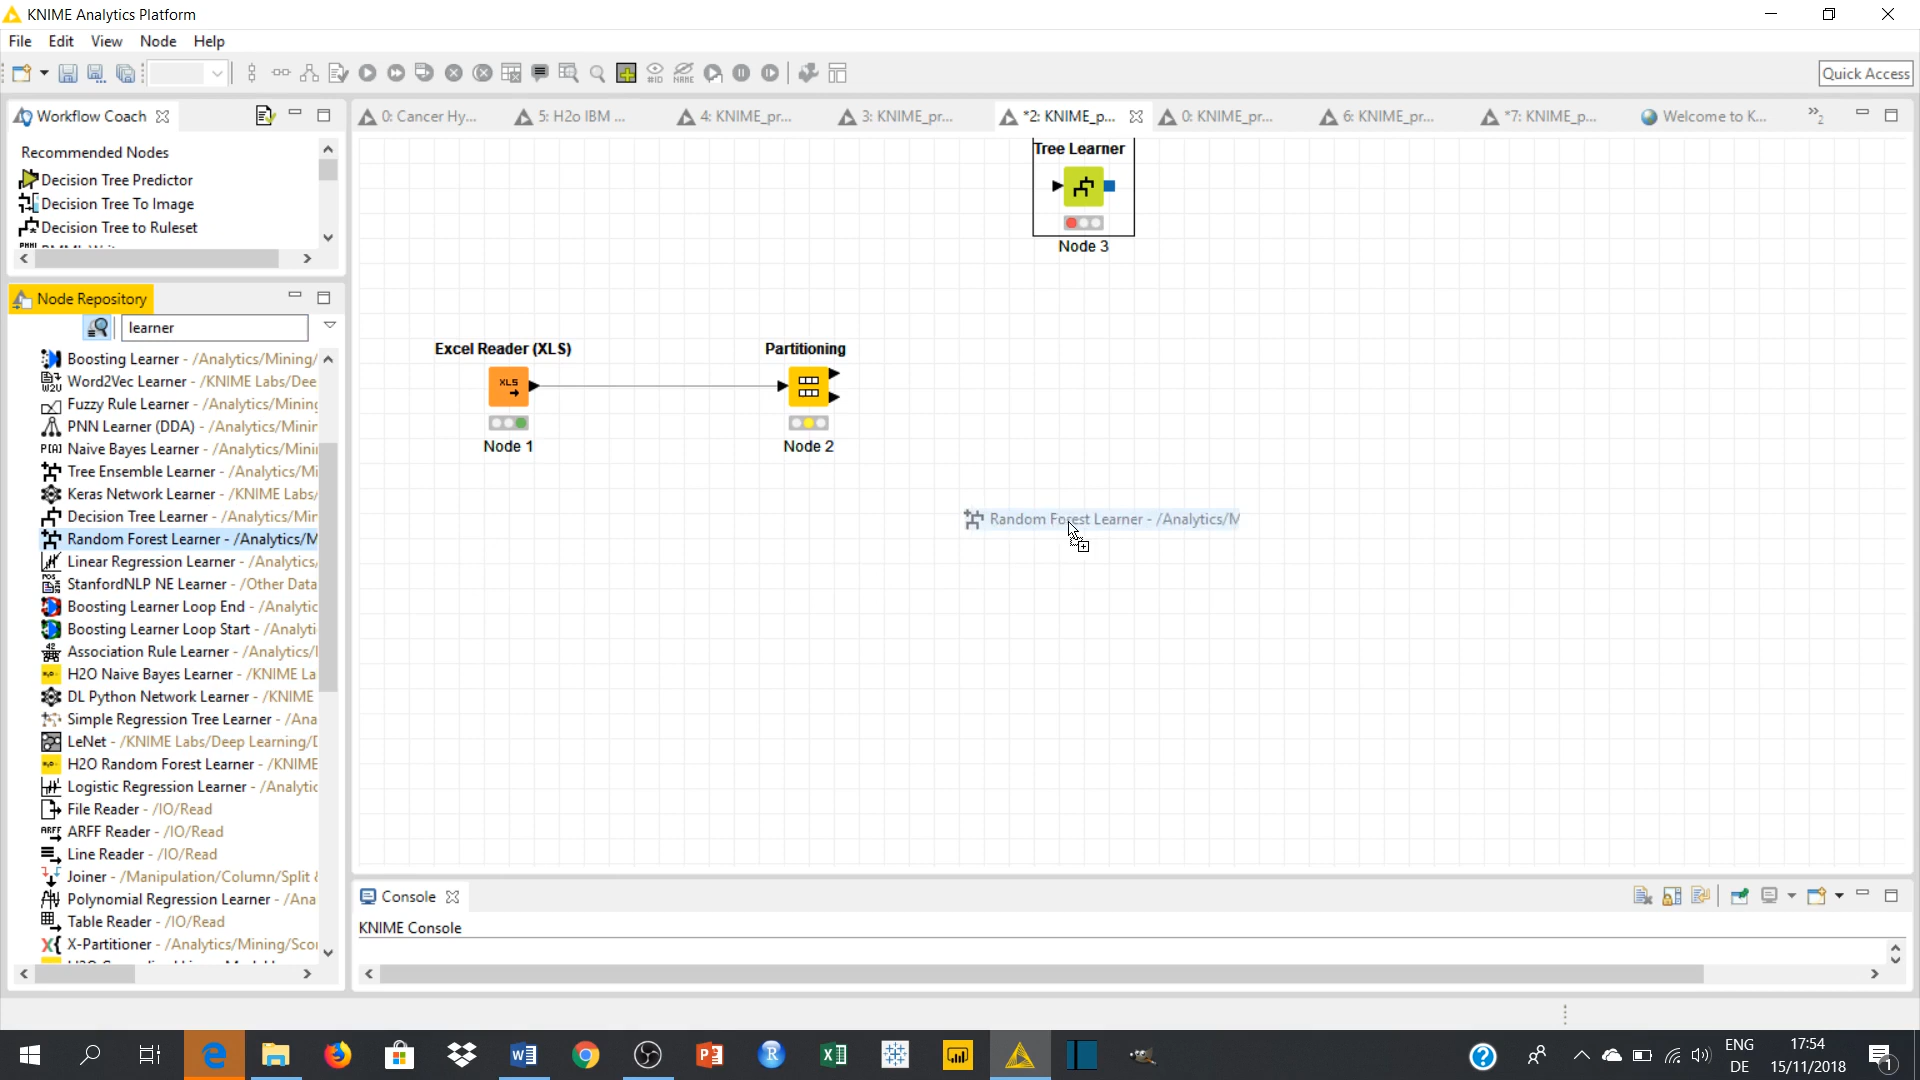 KNIME Analytics Platform
File Edit View Node Help
Quick Access
Workflow Coach
0: Cancer Hy...
5: H2o IBM ...
4: KNIME_pr...
3: KNIME_pr...
*2: KNIME_p...
0: KNIME_pr...
6: KNIME_pr...
*7: KNIME_p...
Welcome to K...
2
Recommended Nodes
Decision Tree Predictor
Decision Tree To Image
Decision Tree to Ruleset
Node Repository
learner
Boosting Learner - /Analytics/Mining/
Word2Vec Learner - /KNIME Labs/Dee
Fuzzy Rule Learner - /Analytics/Mining
PNN Learner (DDA) - /Analytics/Minir
Naive Bayes Learner - /Analytics/Minir
Tree Ensemble Learner - /Analytics/Mi
Keras Network Learner - /KNIME Labs/
Decision Tree Learner - /Analytics/Mir
Random Forest Learner - /Analytics/M
Linear Regression Learner - /Analytics/
StanfordNLP NE Learner - /Other Data
Boosting Learner Loop End - /Analytic
Boosting Learner Loop Start - /Analyti
Association Rule Learner - /Analytics/I
H2O Naive Bayes Learner - /KNIME La
DL Python Network Learner - /KNIME
Simple Regression Tree Learner - /Ana
LeNet - /KNIME Labs/Deep Learning/D
H2O Random Forest Learner - /KNIME
Logistic Regression Learner - /Analytic
File Reader - /IO/Read
ARFF Reader - /IO/Read
Line Reader - /IO/Read
Joiner - /Manipulation/Column/Split &
Polynomial Regression Learner - /Ana
Table Reader - /IO/Read
X-Partitioner - /Analytics/Mining/Scor
Tree Learner
Node 3
Excel Reader (XLS)
XLS
Node 1
Partitioning
Node 2
Random Forest Learner - /Analytics/M
Console
KNIME Console
ENG
DE
17:54
15/11/2018
1